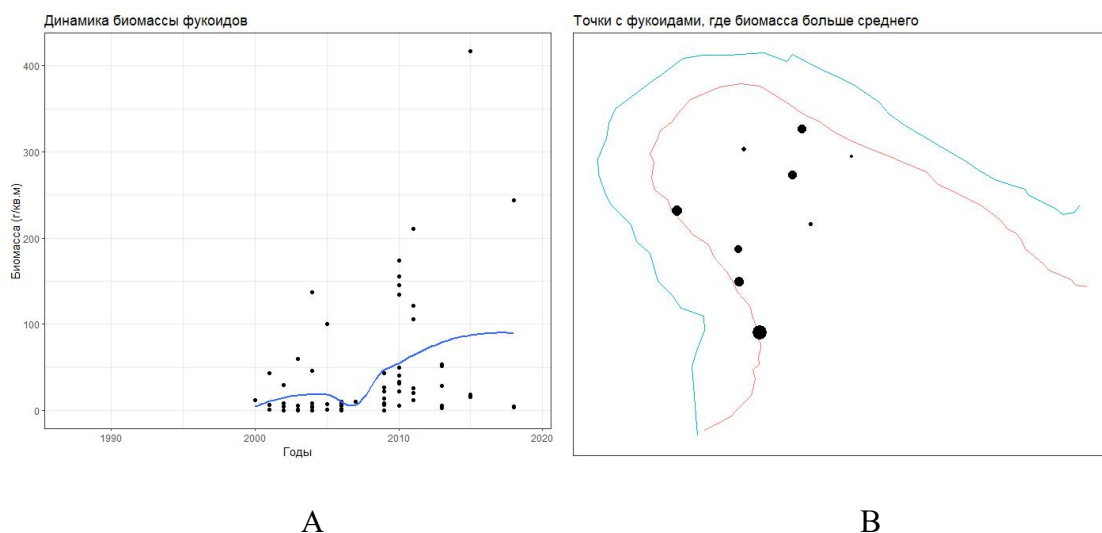 Динамика биомассы фукоидов
Точки с фукоидами, где биомасса больше среднего
Биомасса (г/кв.м)
400
300
200
100
0
1990
2000
2010
2020
Годы
А
В